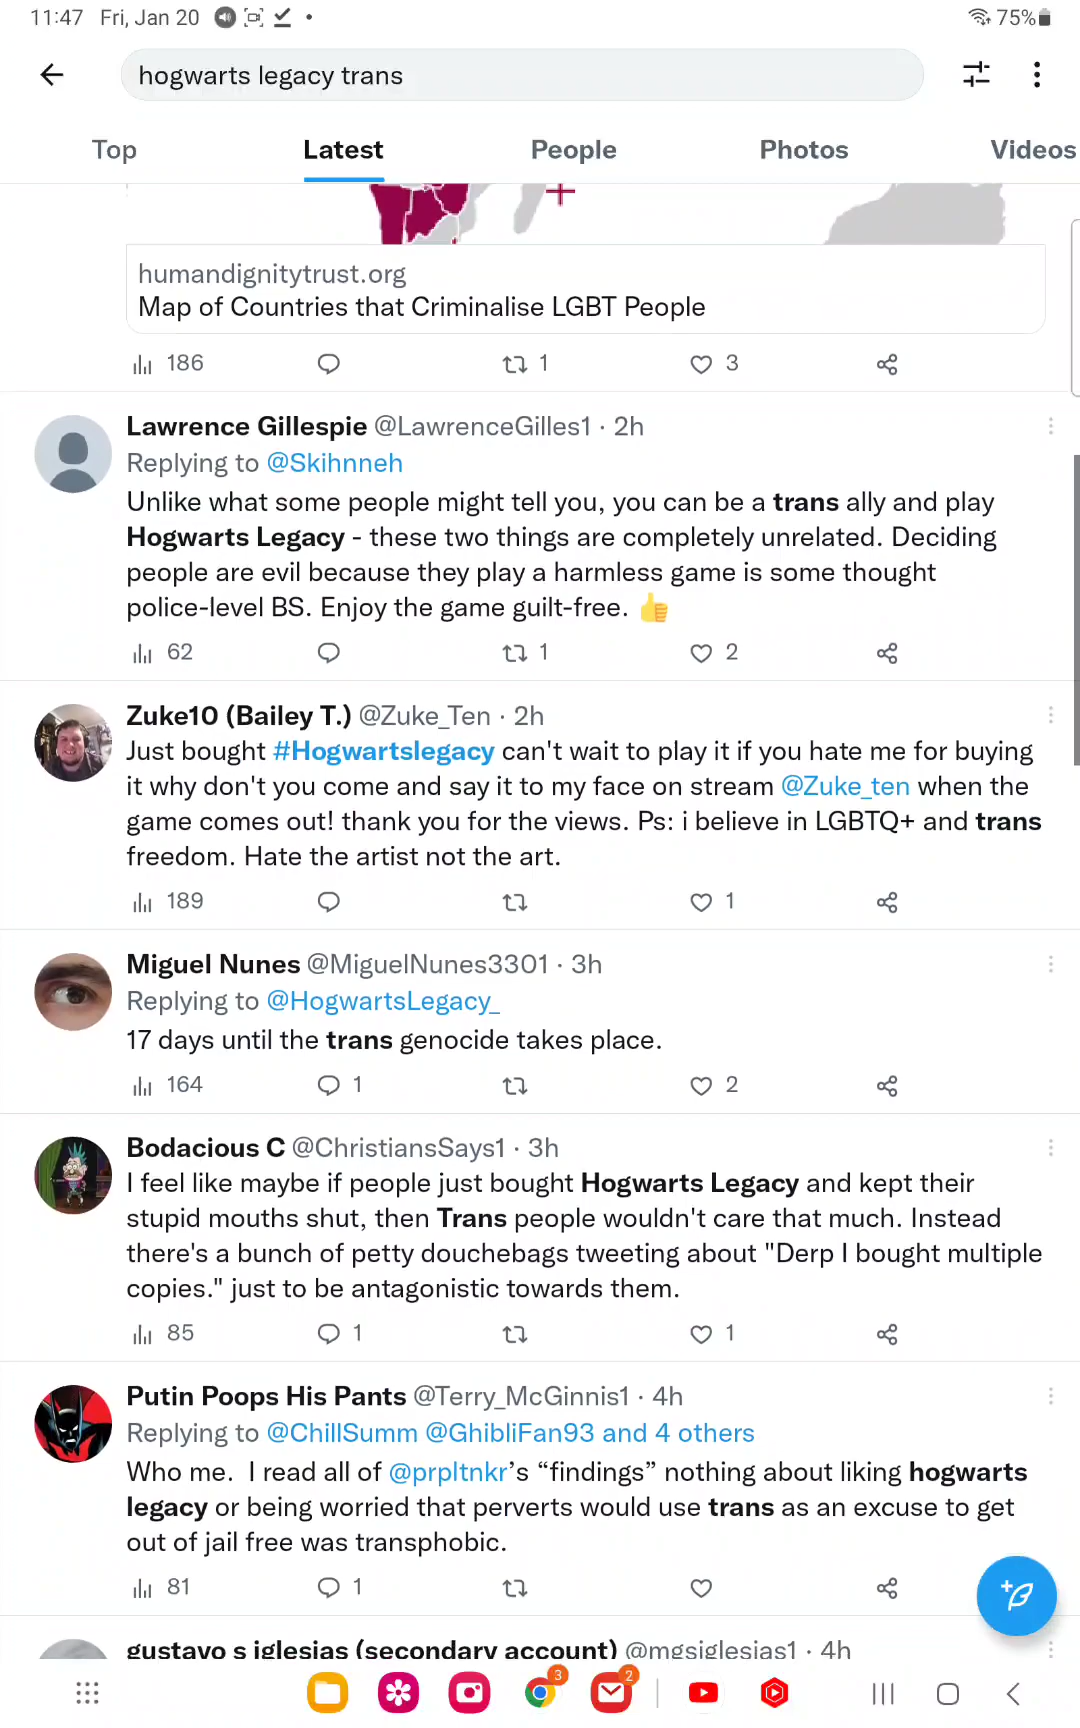 11:47 Fri, Jan 20
75%
hogwarts legacy trans
Top Latest People Photos Videos
humandignitytrust.org
Map of Countries that Criminalise LGBT People
186 1 3
Lawrence Gillespie @LawrenceGilles1 · 2h
Replying to @Skihnneh
Unlike what some people might tell you, you can be a trans ally and play
Hogwarts Legacy - these two things are completely unrelated. Deciding
people are evil because they play a harmless game is some thought
police-level BS. Enjoy the game guilt-free. 👍
62 1 2
Zuke10 (Bailey T.) @Zuke_Ten · 2h
Just bought #Hogwartslegacy can't wait to play it if you hate me for buying
it why don't you come and say it to my face on stream @Zuke_ten when the
game comes out! thank you for the views. Ps: i believe in LGBTQ+ and trans
freedom. Hate the artist not the art.
189 1
Miguel Nunes @MiguelNunes3301 · 3h
Replying to @HogwartsLegacy_
17 days until the trans genocide takes place.
164 1 2
Bodacious C @ChristiansSays1 · 3h
I feel like maybe if people just bought Hogwarts Legacy and kept their
stupid mouths shut, then Trans people wouldn't care that much. Instead
there's a bunch of petty douchebags tweeting about "Derp I bought multiple
copies." just to be antagonistic towards them.
85 1 1
Putin Poops His Pants @Terry_McGinnis1 · 4h
Replying to @ChillSumm @GhibliFan93 and 4 others
Who me.  I read all of @prpltnkr's “findings” nothing about liking hogwarts
legacy or being worried that perverts would use trans as an excuse to get
out of jail free was transphobic.
81 1
gustavo s iglesias (secondary account) @mgsiglesias1 · 4h
3 2